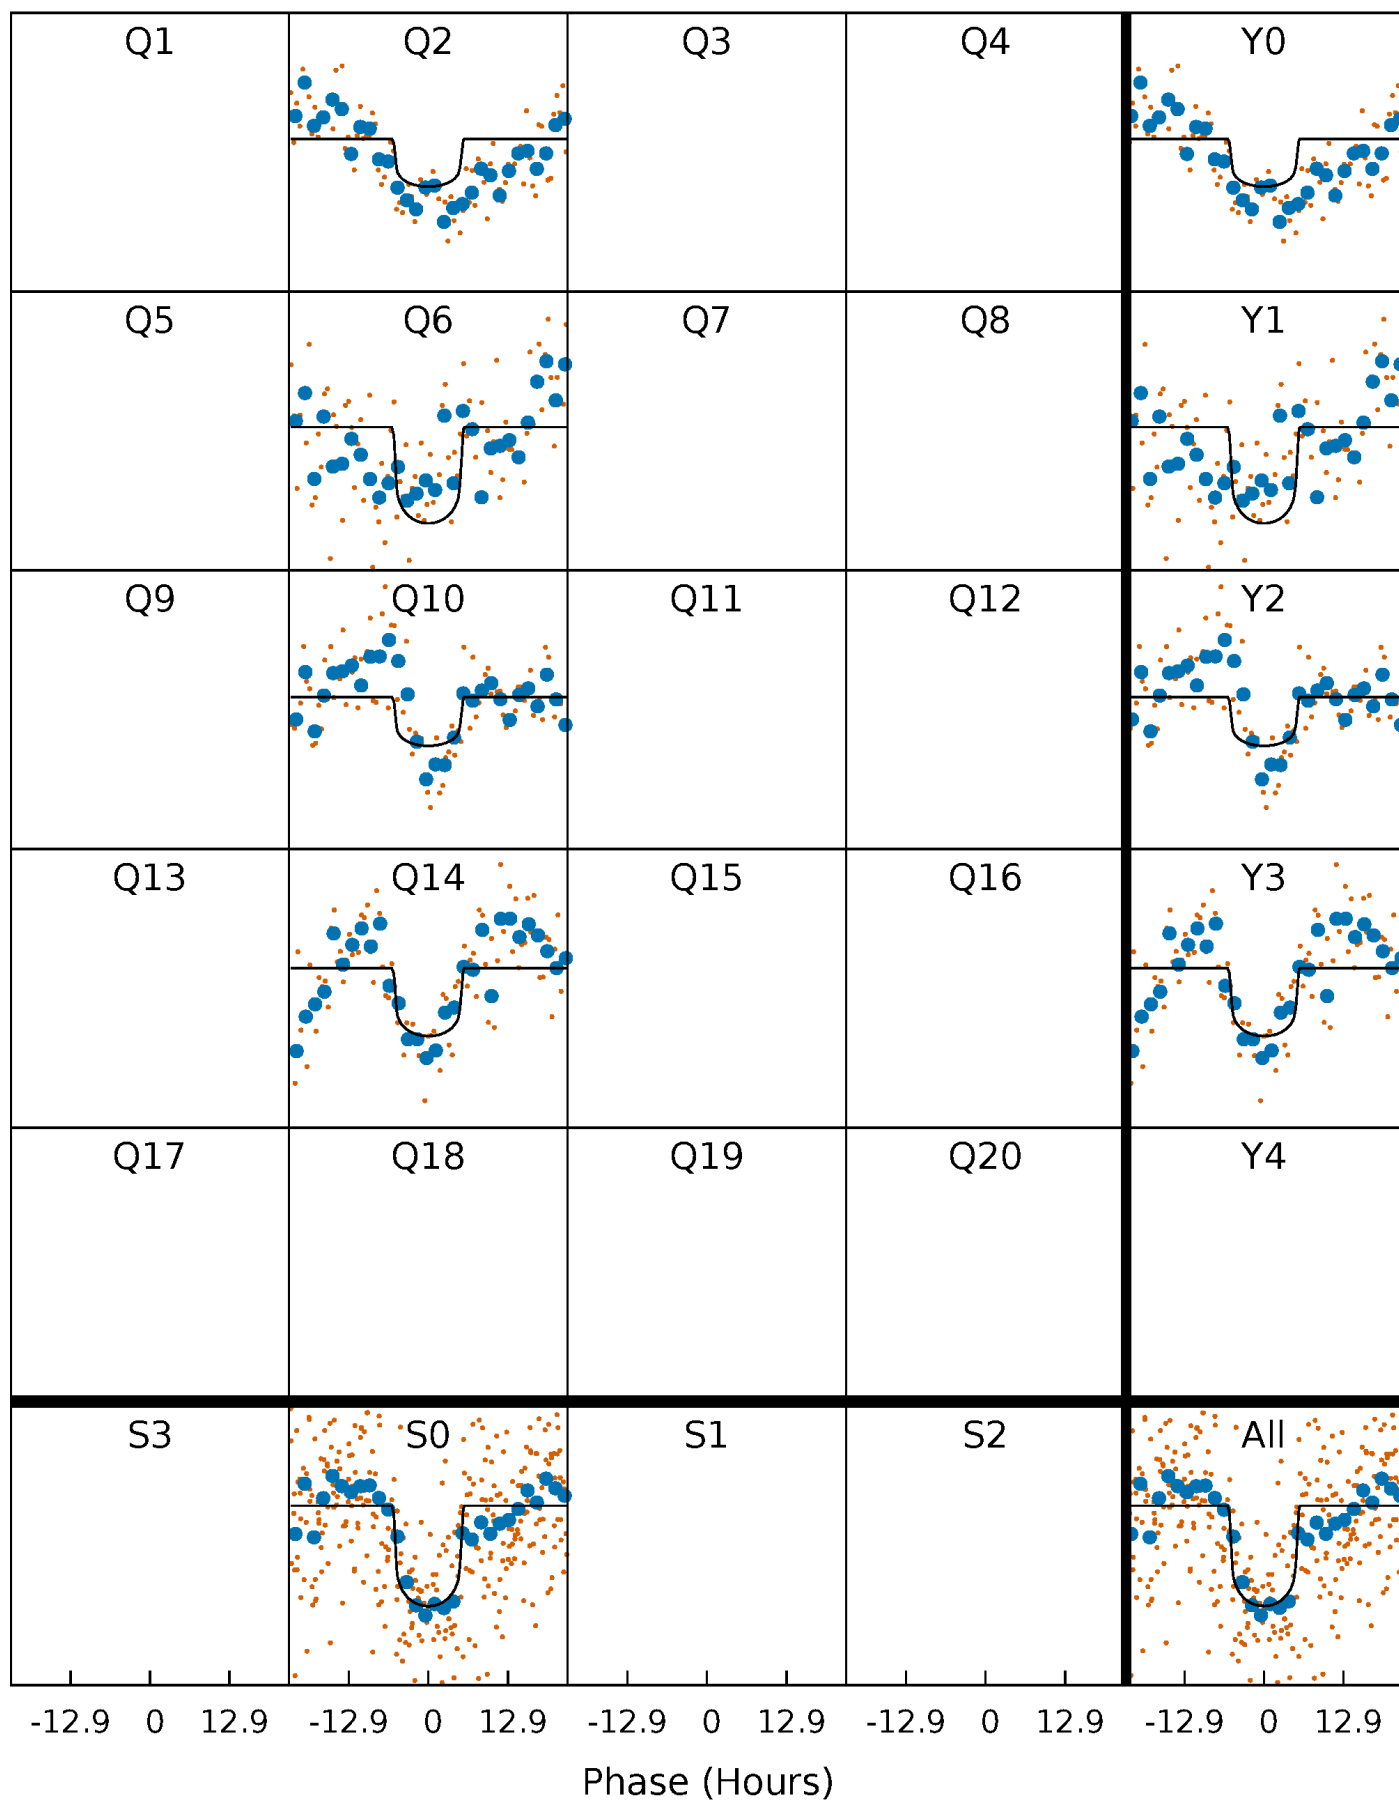 Q1 Q2 Q3 Q4 Y0
Q5 Q6 Q7 Q8 Y1
Q9 Q10 Q11 Q12 Y2
Q13 Q14 Q15 Q16 Y3
Q17 Q18 Q19 Q20 Y4
S3 S0 S1 S2 All
-12.9 0 12.9 -12.9 0 12.9 -12.9 0 12.9 -12.9 0 12.9 -12.9 0 12.9
Phase (Hours)